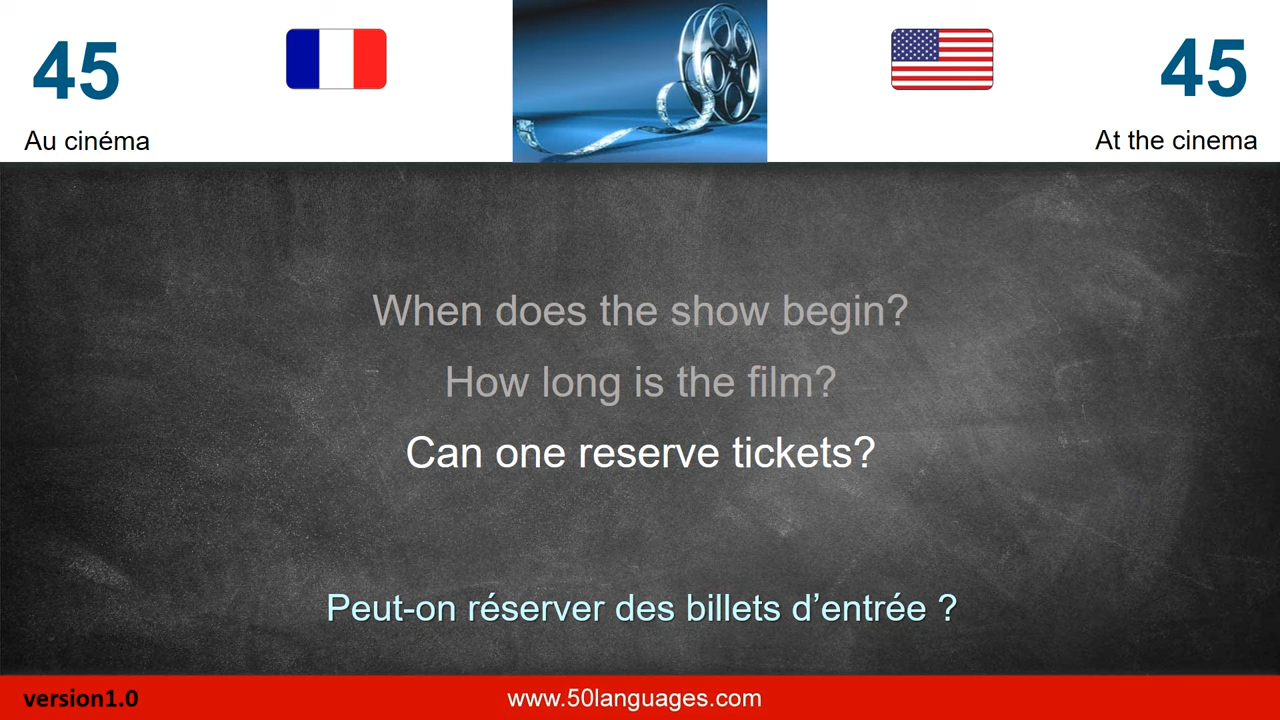 45
45
Au cinéma
At the cinema
When does the show begin?
How long is the film?
Can one reserve tickets?
Peut-on réserver des billets d’entrée ?
version1.0
www.50languages.com